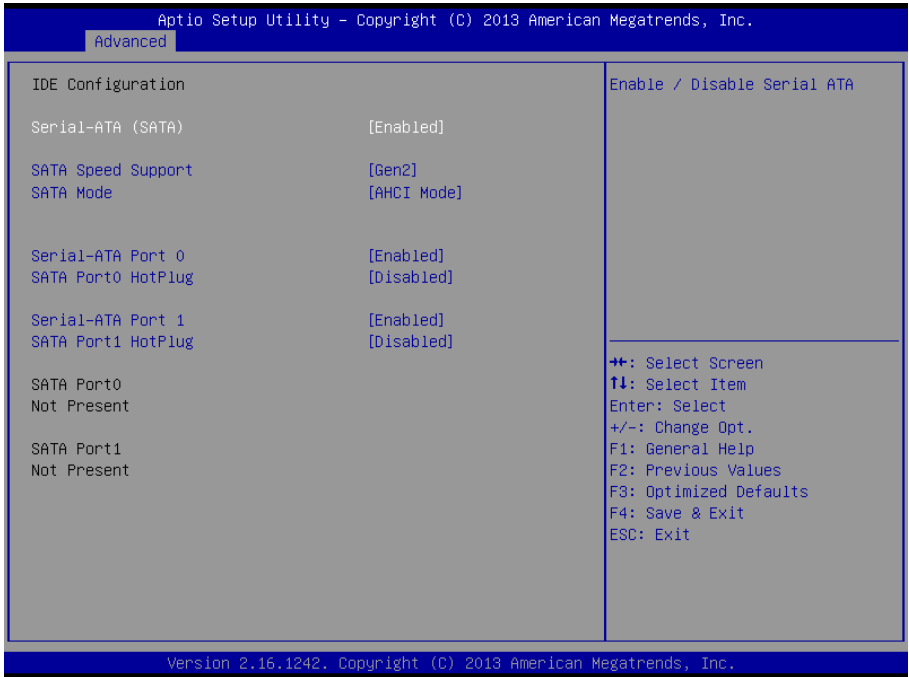 Aptio Setup Utility – Copyright (C) 2013 American Megatrends, Inc.
Advanced
IDE Configuration
Serial-ATA (SATA) [Enabled]
SATA Speed Support [Gen2]
SATA Mode [AHCI Mode]
Serial-ATA Port 0 [Enabled]
SATA Port0 HotPlug [Disabled]
Serial-ATA Port 1 [Enabled]
SATA Port1 HotPlug [Disabled]
SATA Port0
Not Present
SATA Port1
Not Present
Enable / Disable Serial ATA
→←: Select Screen
↑↓: Select Item
Enter: Select
+/-: Change Opt.
F1: General Help
F2: Previous Values
F3: Optimized Defaults
F4: Save & Exit
ESC: Exit
Version 2.16.1242. Copyright (C) 2013 American Megatrends, Inc.